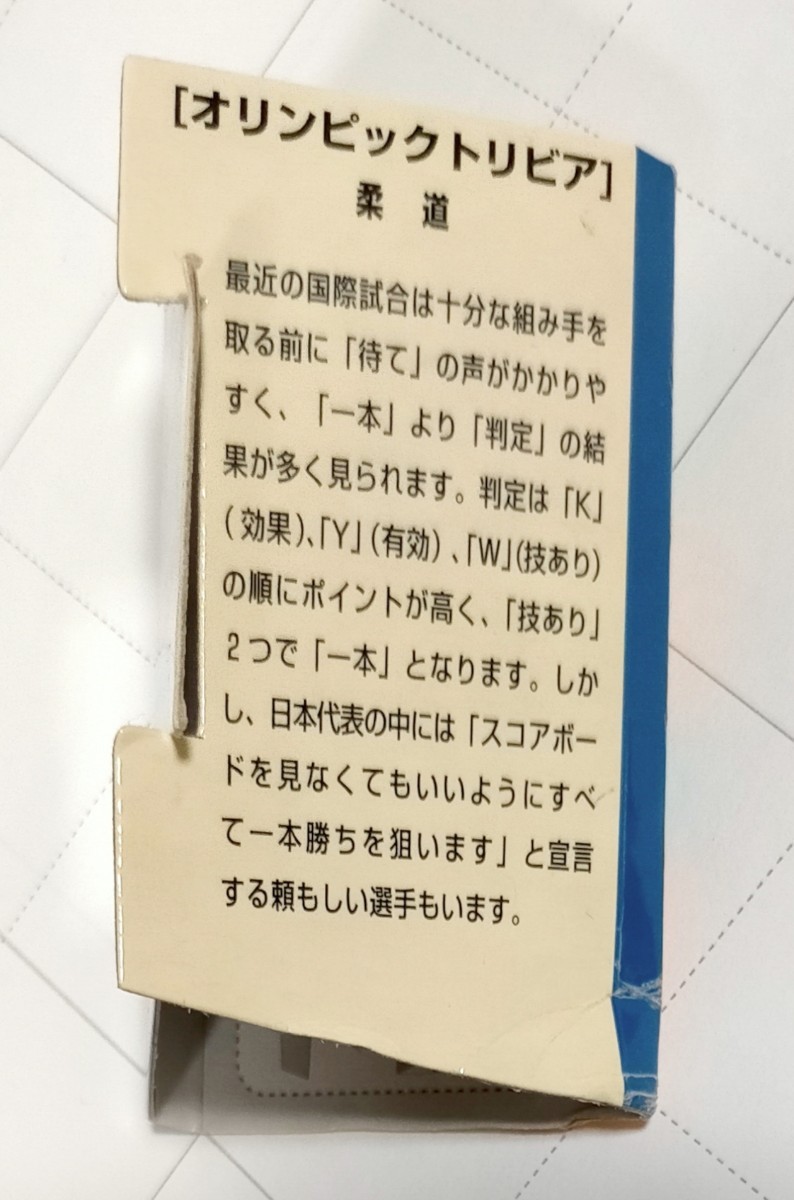 [オリンピックトリビア]
柔 道
最近の国際試合は十分な組み手を
取る前に「待て」の声がかかりや
すく、「一本」より「判定」の結
果が多く見られます。判定は「K」
(効果)、「Y」(有効)、「W」(技あり)
の順にポイントが高く、「技あり」
2つで「一本」となります。しか
し、日本代表の中には「スコアボー
ドを見なくてもいいようにすべ
て一本勝ちを狙います」と宣言
する頼もしい選手もいます。